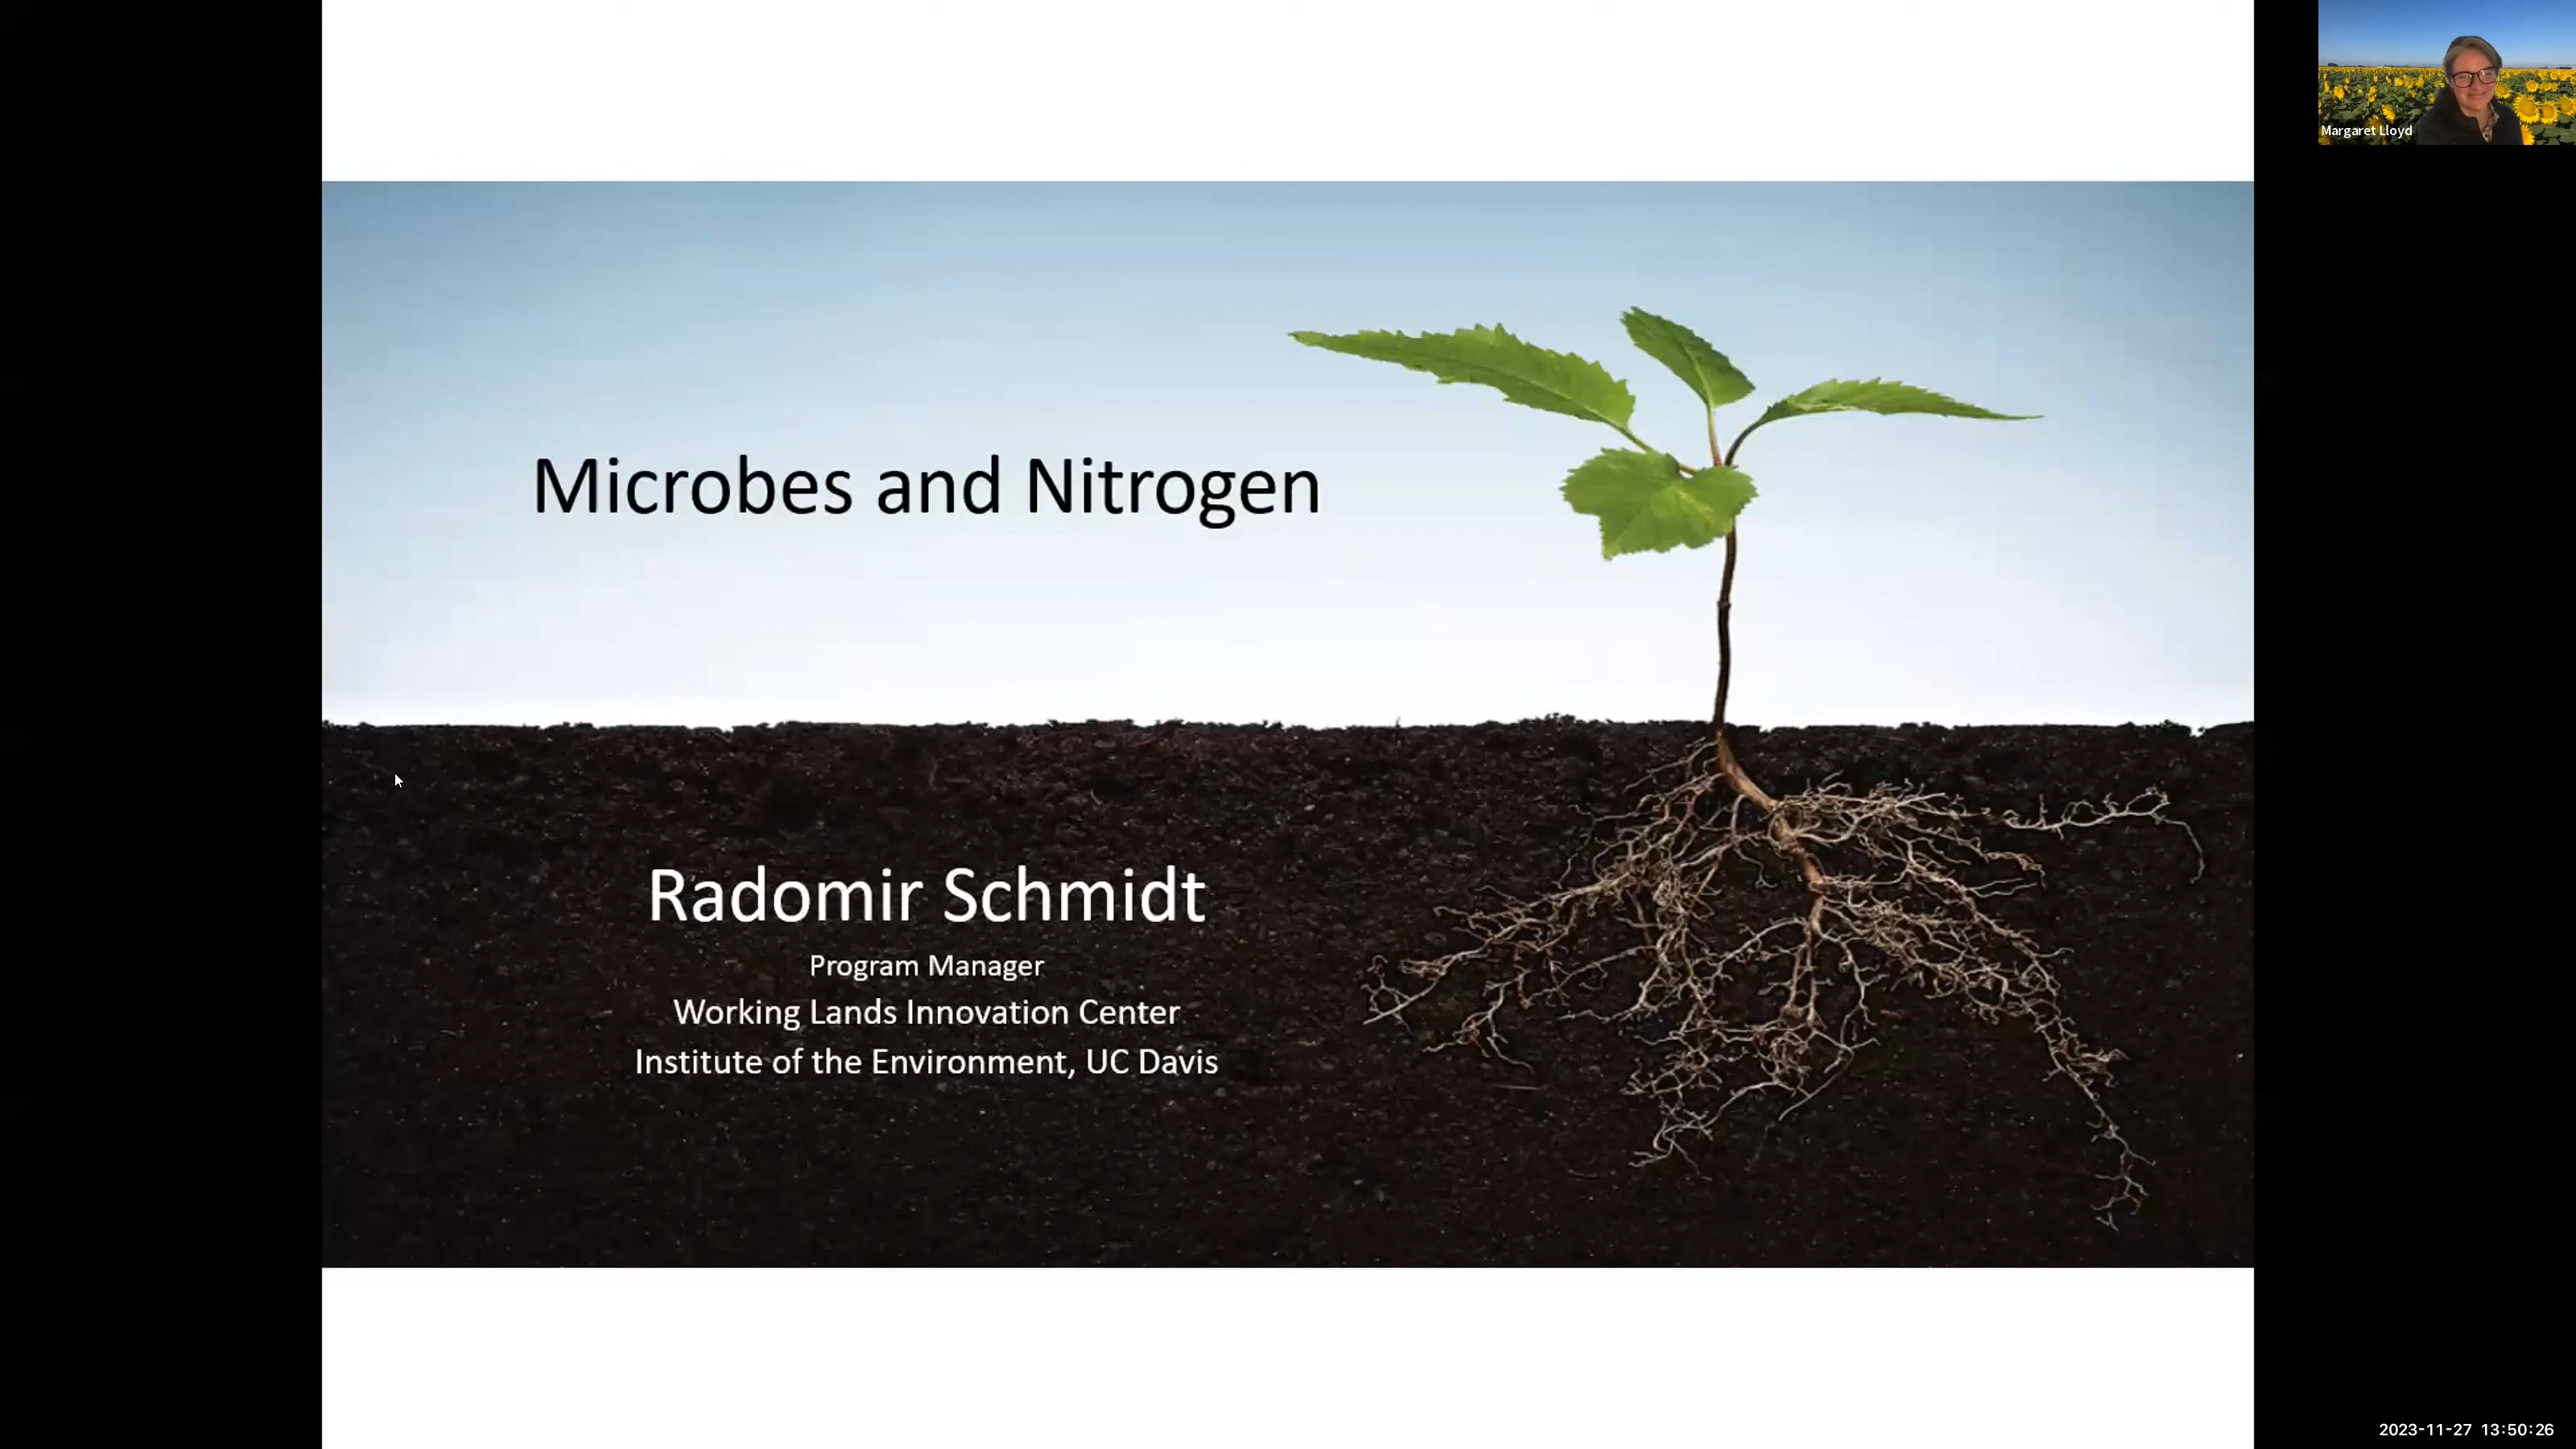 Margaret Lloyd
Microbes and Nitrogen
Radomir Schmidt
Program Manager
Working Lands Innovation Center
Institute of the Environment, UC Davis
2023-11-27 13:50:26